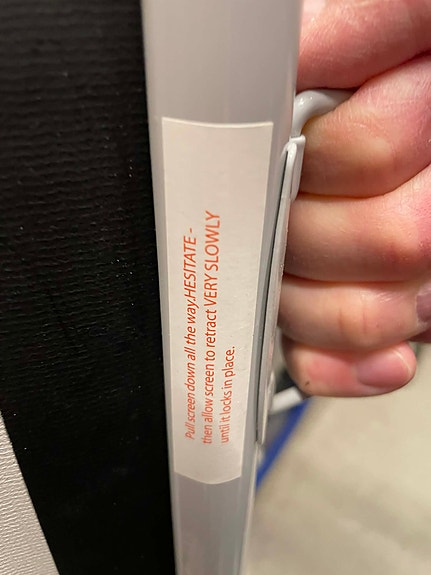 Pull screen down all the way.HESITATE -
then allow screen to retract VERY SLOWLY
until it locks in place.